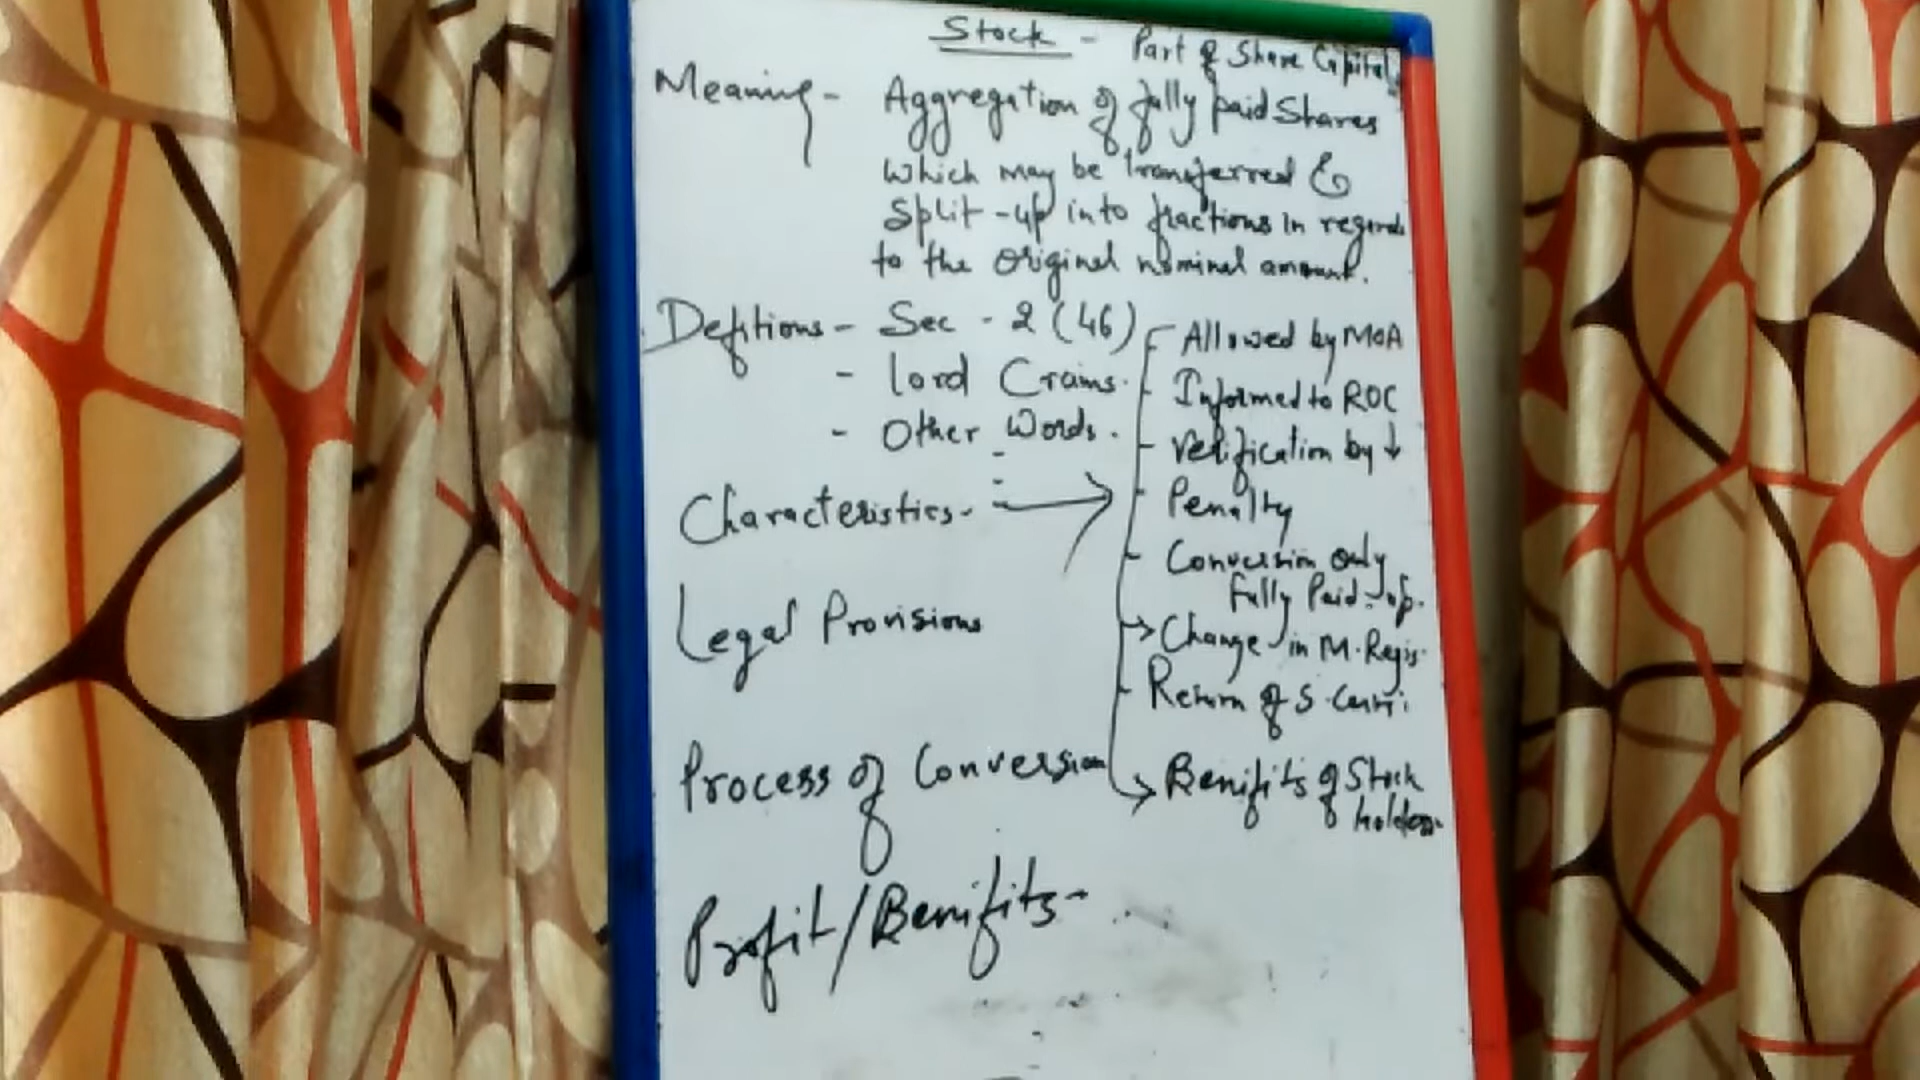 Stock - Part of Share Capital
Meaning - Aggregation of fully paid Shares
which may be transferred &
split-up into fractions in regards
to the original nominal amount.
Defitions - Sec - 2 (46)
- Lord Crains.
- Other Words.
Characteristics.
Legal Provisions
Process of Conversion
Profit/Benifits-
Allowed by MOA
- Informed to ROC
- Verification by ↓
- Penalty
- Conversion only
fully Paid-up.
→ Change in M.Regis.
- Return of S.Certi:
→ Benifits of Stock
holders.